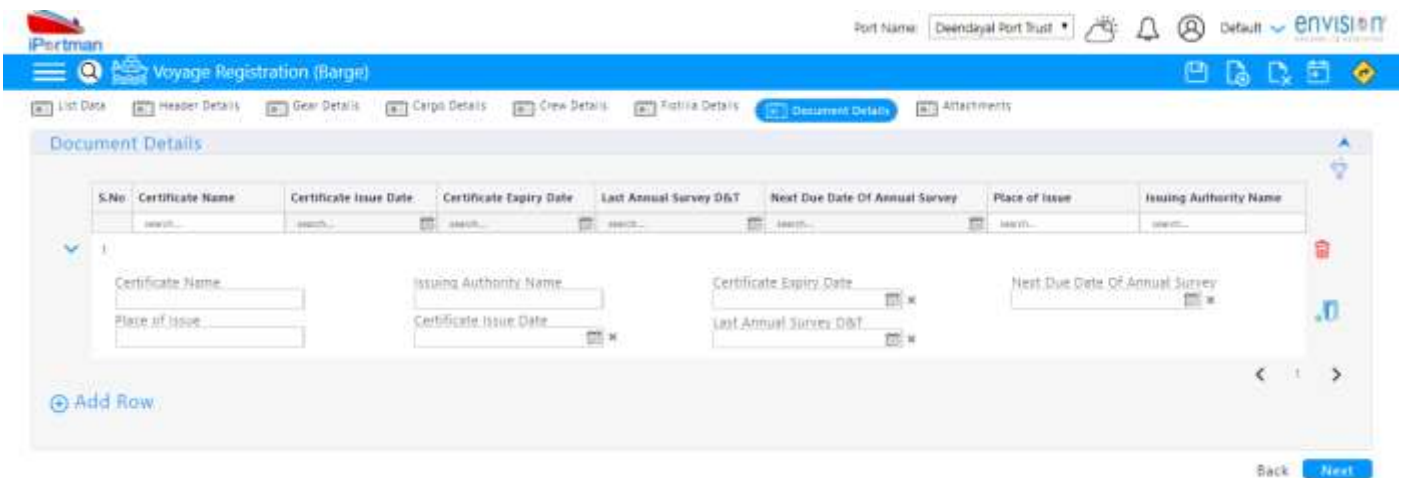 Port Name: Deendayal Port Trust Default envision
iPortman
Voyage Registration (Barge)
List Data Header Details Gear Details Cargo Details Crew Details Details Document Details Attachments
Document Details
S.No Certificate Name Certificate Issue Date Certificate Expiry Date Last Annual Survey D&T Next Due Date Of Annual Survey Place of Issue Issuing Authority Name
search... search... search... search... search... search... search...
1
Certificate Name Issuing Authority Name Certificate Expiry Date Next Due Date Of Annual Survey
Place of Issue Certificate Issue Date Last Annual Survey D&T
< 1 >
Add Row
Back Next